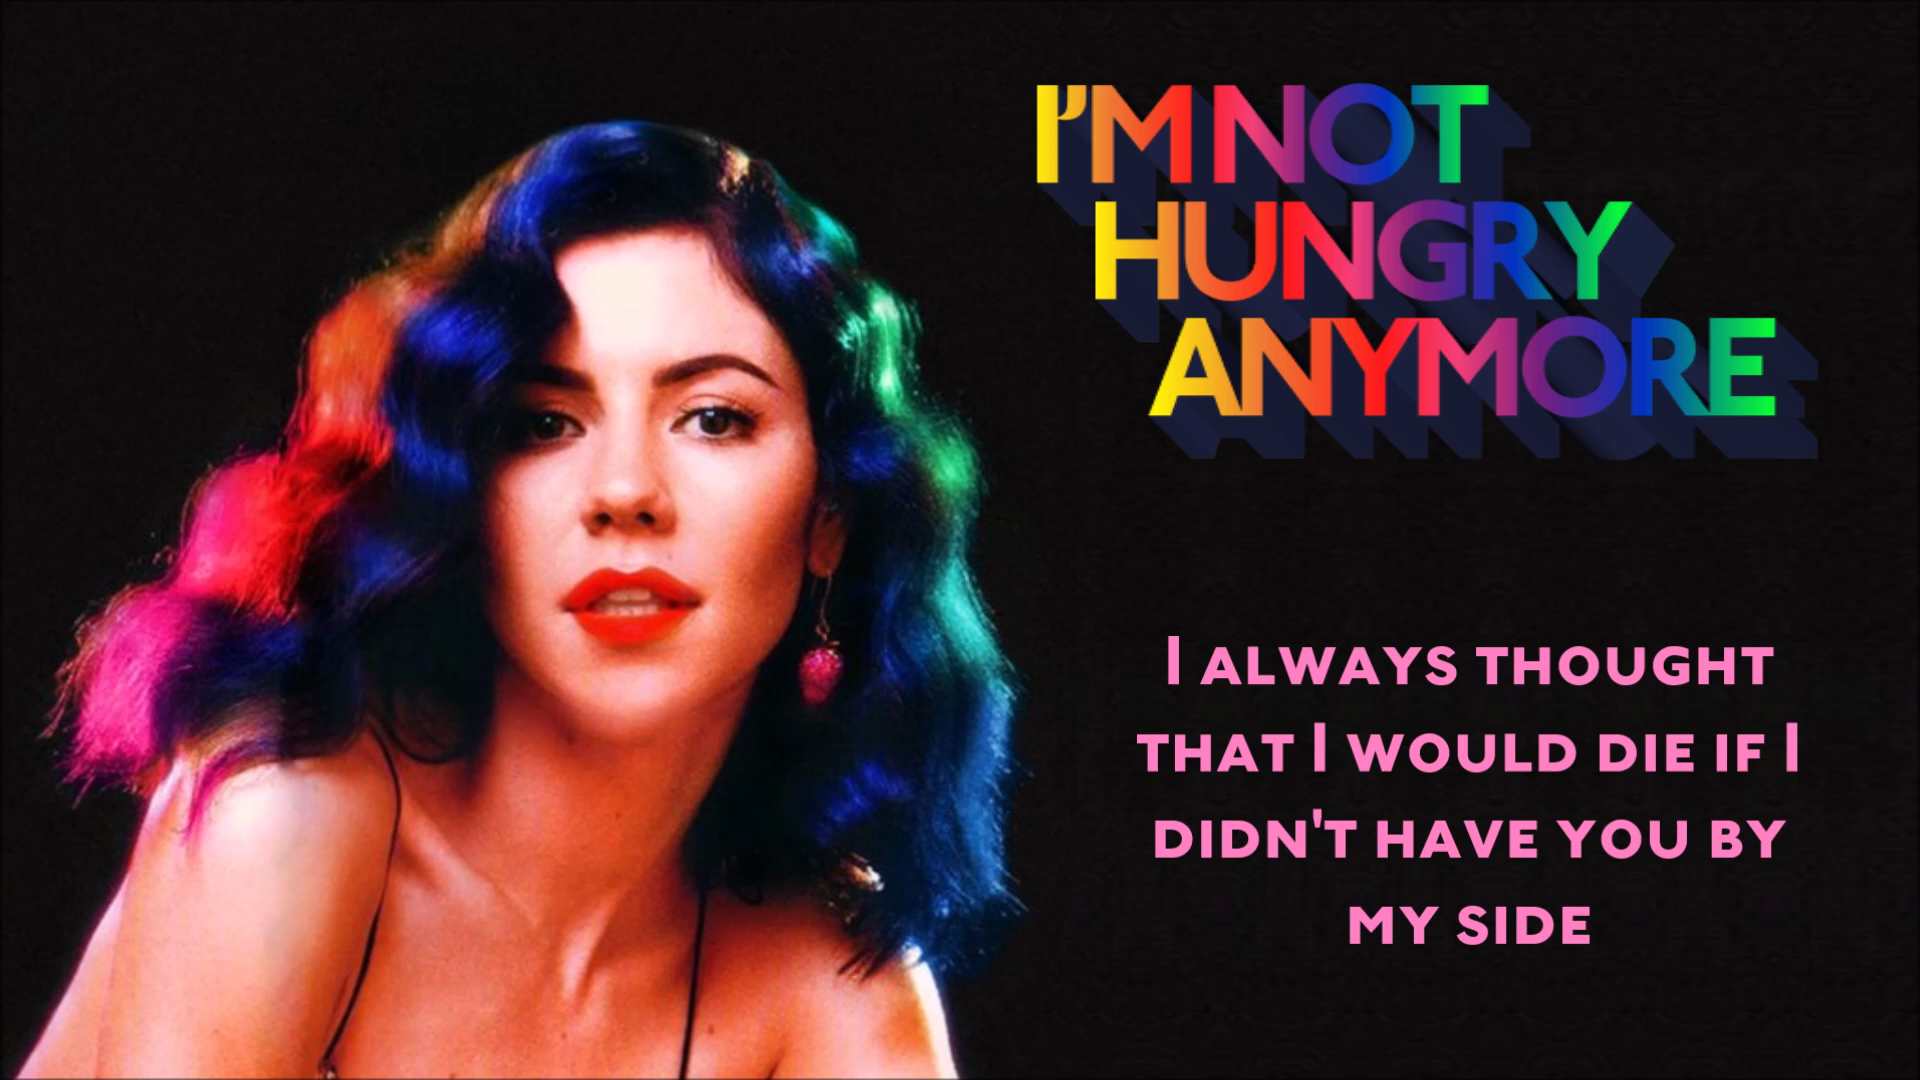 I'M NOT
HUNGRY
ANYMORE
I ALWAYS THOUGHT
THAT I WOULD DIE IF I
DIDN'T HAVE YOU BY
MY SIDE